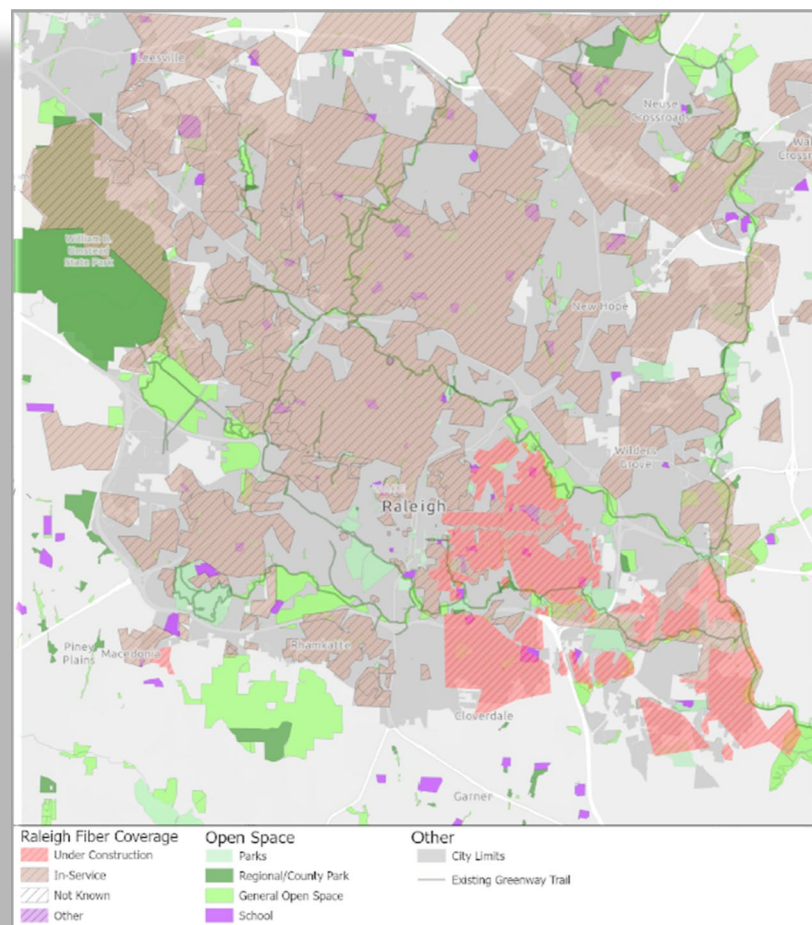 Leesville
Neuse
Crossroads
William B.
Umstead
State Park
New Hope
Wilders
Grove
Raleigh
Piney
Plains
Macedonia
Rhamkatte
Cloverdale
Garner
Raleigh Fiber Coverage
Under Construction
In-Service
Not Known
Other
Open Space
Parks
Regional/County Park
General Open Space
School
Other
City Limits
Existing Greenway Trail